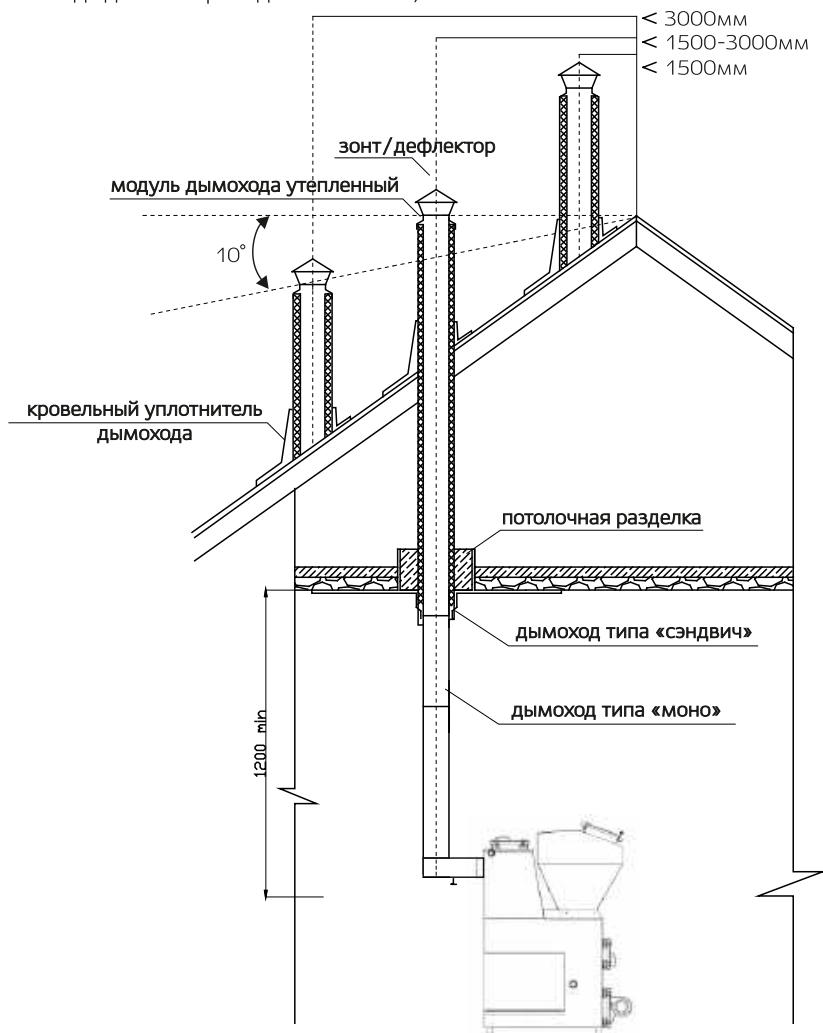 < 3000мм
< 1500-3000мм
< 1500мм
зонт/дефлектор
модуль дымохода утепленный
10°
кровельный уплотнитель
дымохода
потолочная разделка
дымоход типа «сэндвич»
дымоход типа «моно»
1200 min